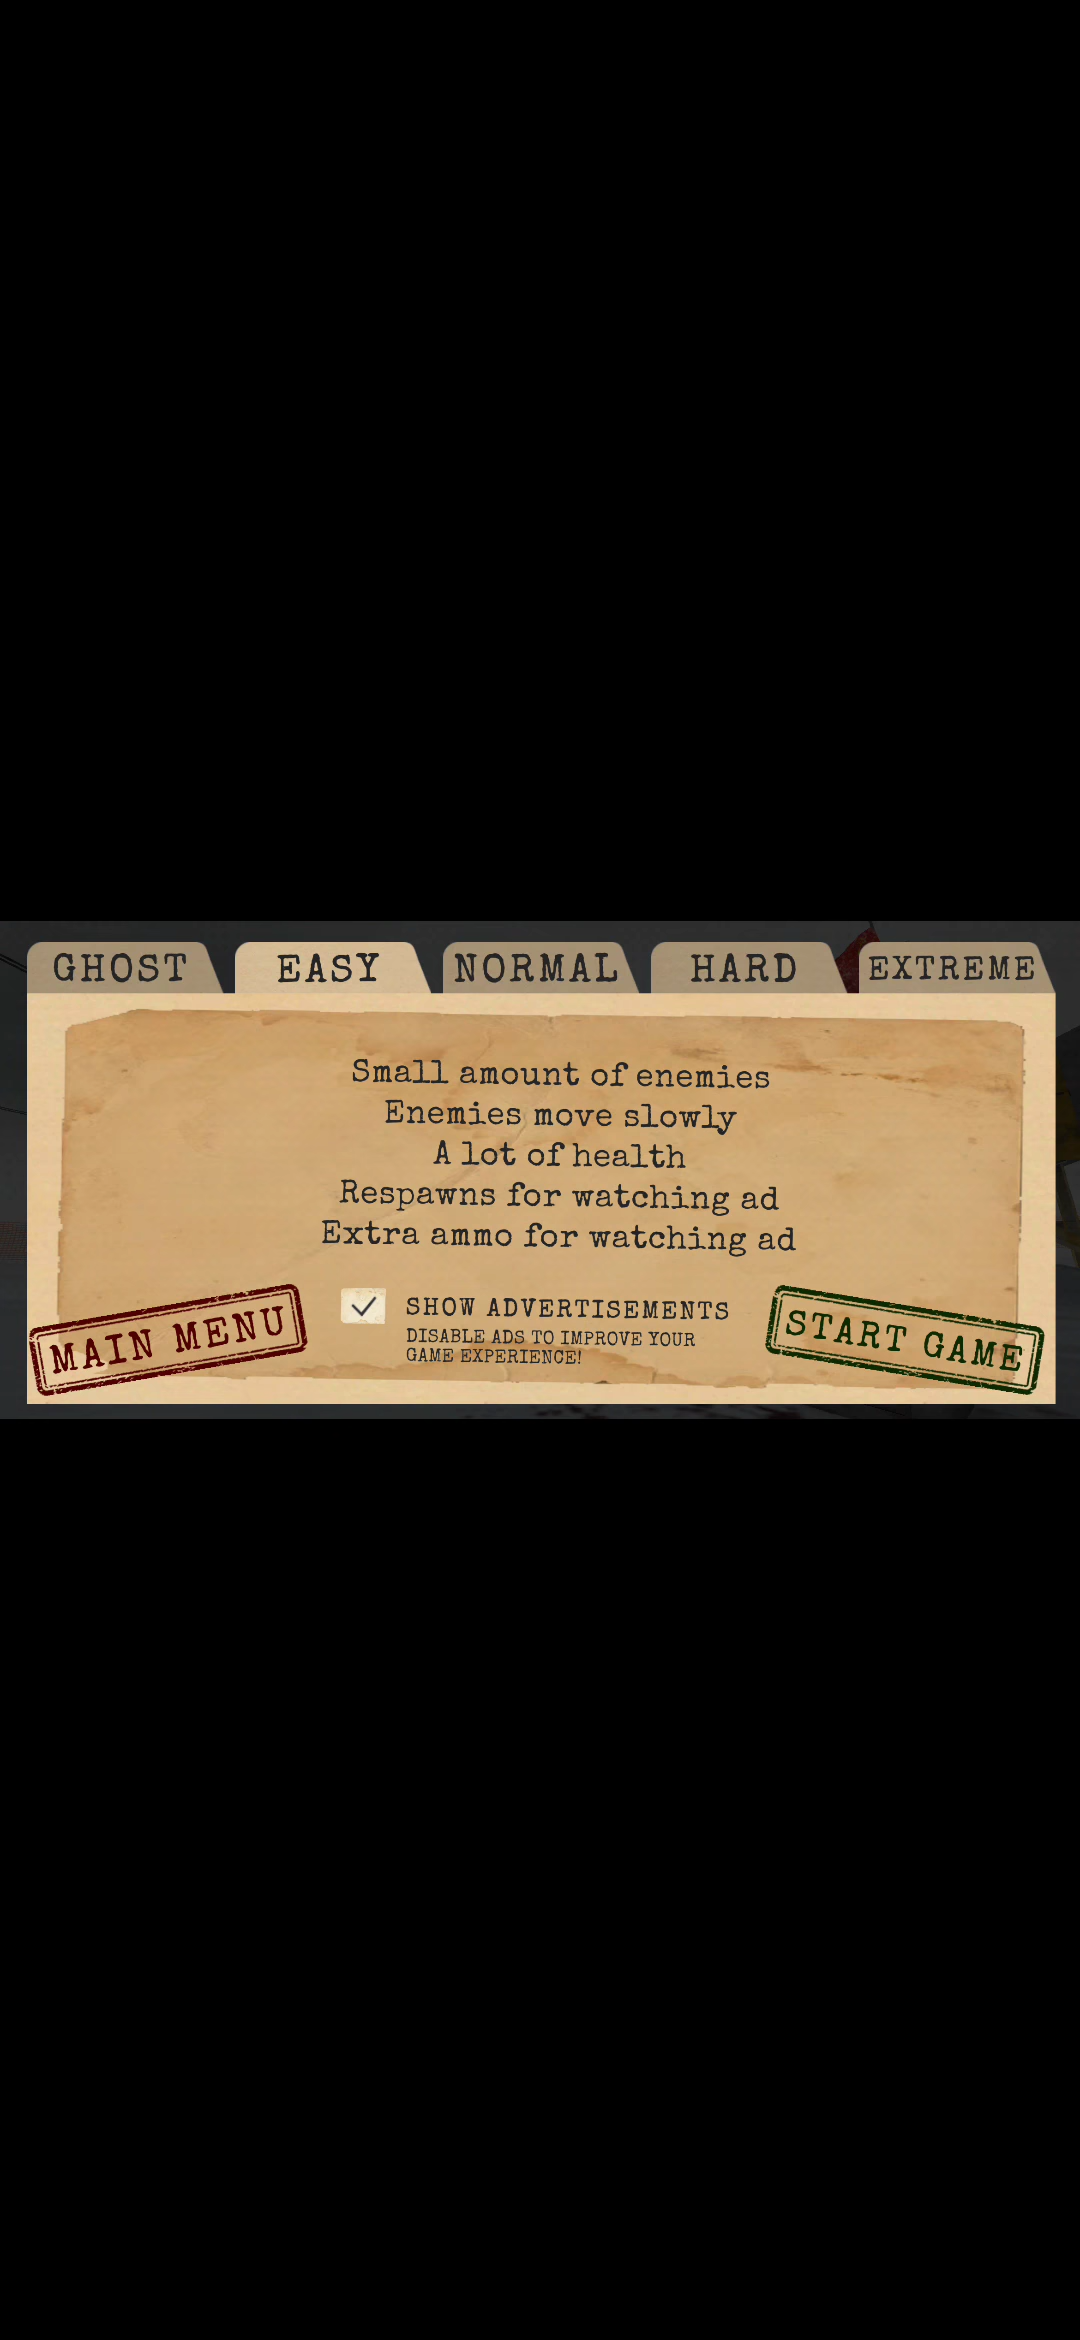 GHOST
EASY
NORMAL
HARD
EXTREME
Small amount of enemies
Enemies move slowly
A lot of health
Respawns for watching ad
Extra ammo for watching ad
MAIN MENU
SHOW ADVERTISEMENTS
DISABLE ADS TO IMPROVE YOUR
GAME EXPERIENCE!
START GAME